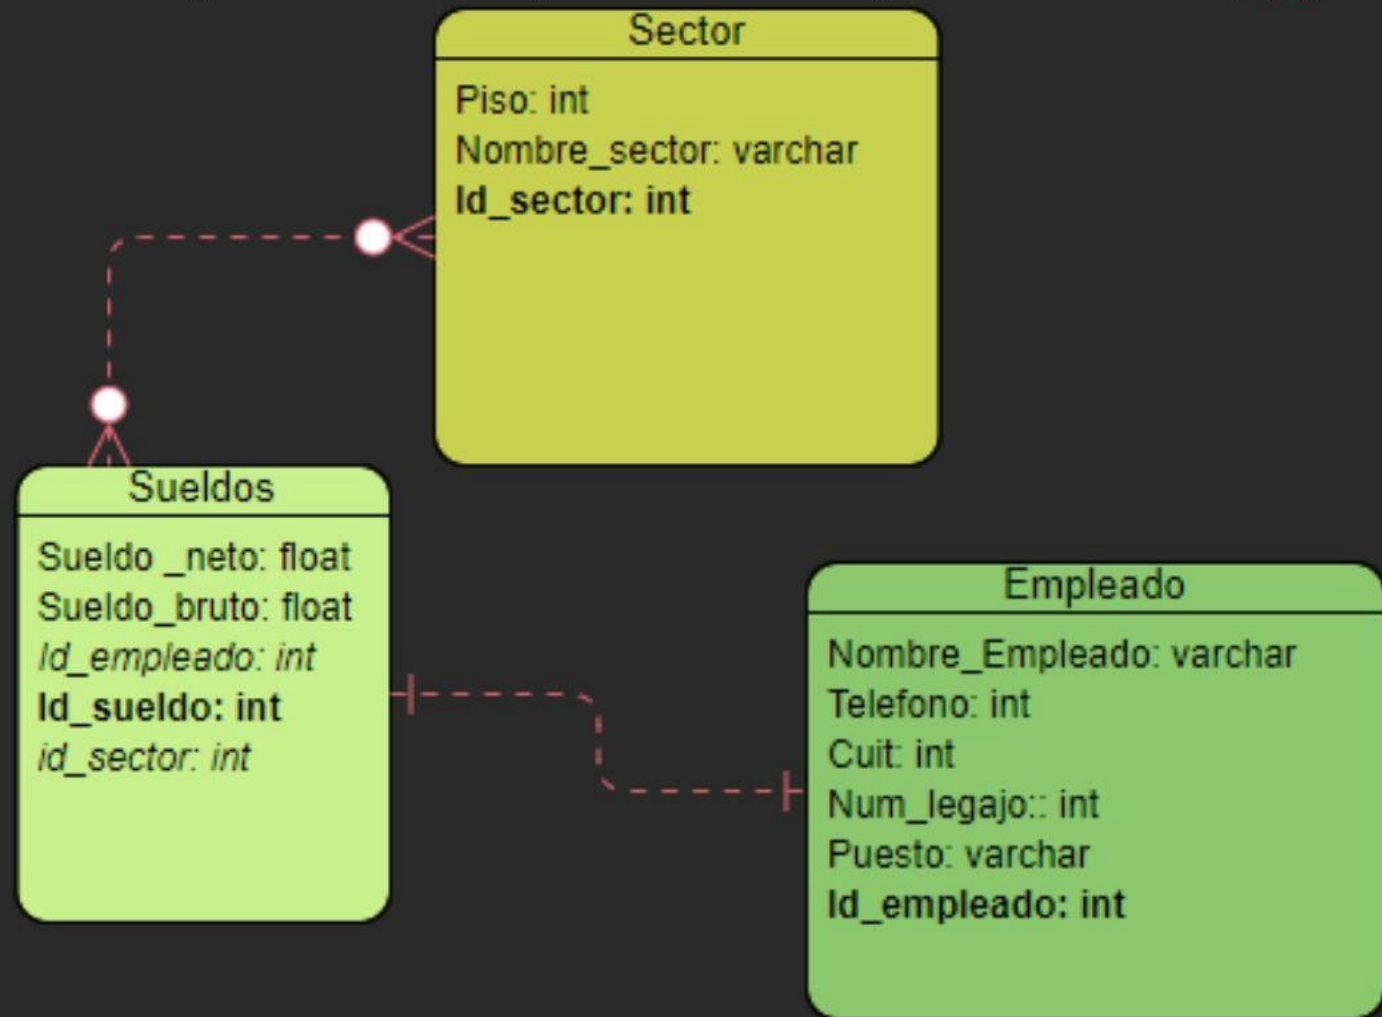 Sector
Piso: int
Nombre_sector: varchar
Id_sector: int
Sueldos
Sueldo _neto: float
Sueldo_bruto: float
Id_empleado: int
Id_sueldo: int
id_sector: int
Empleado
Nombre_Empleado: varchar
Telefono: int
Cuit: int
Num_legajo:: int
Puesto: varchar
Id_empleado: int